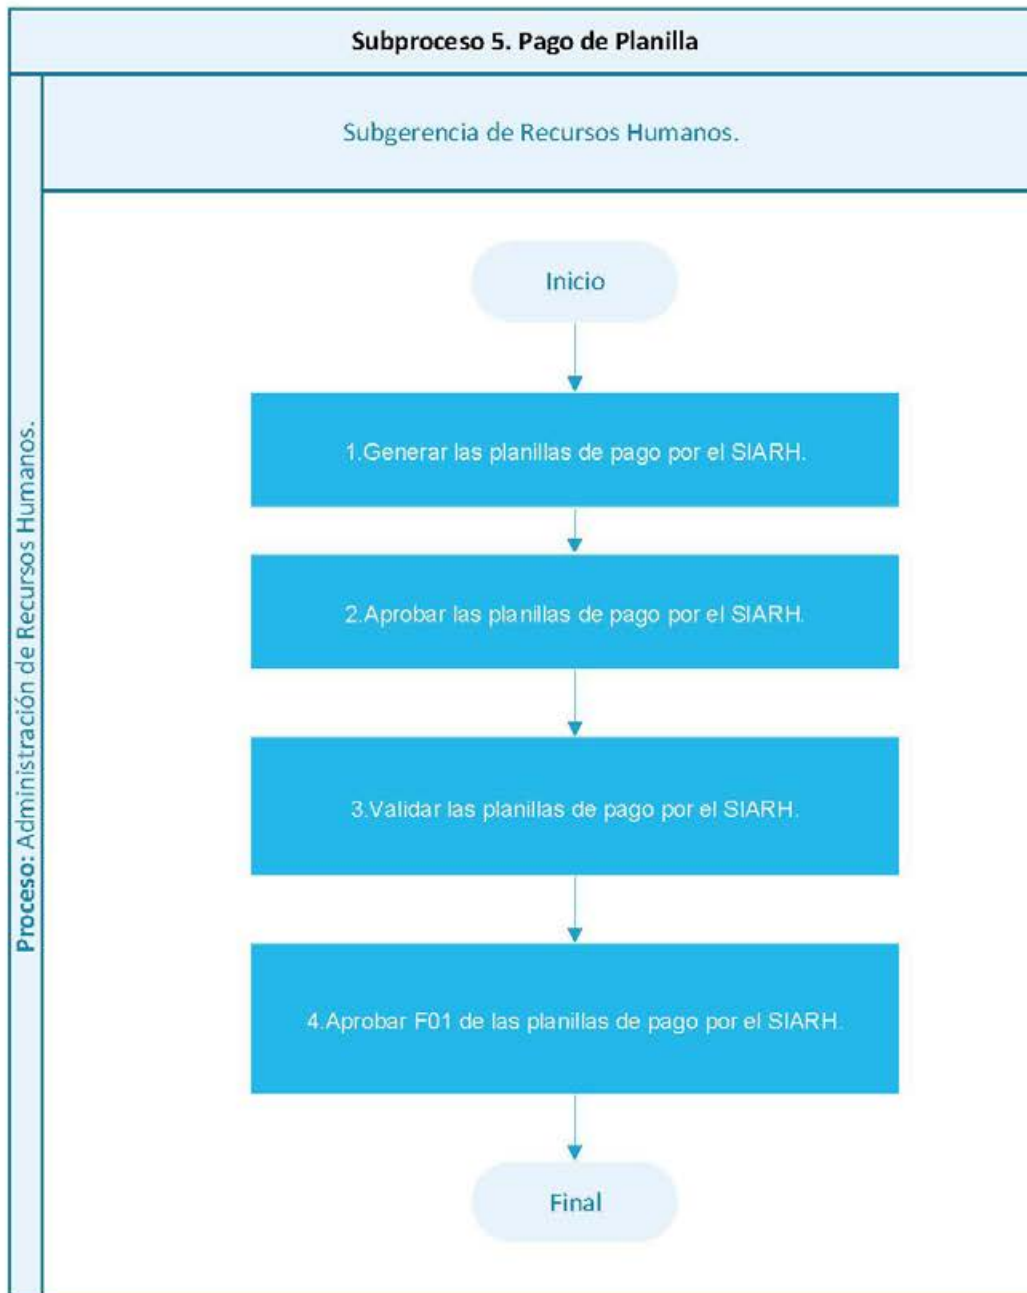 Subproceso 5. Pago de Planilla
Subgerencia de Recursos Humanos.
Proceso: Administración de Recursos Humanos.
Inicio
1.Generar las planillas de pago por el SIARH.
2.Aprobar las planillas de pago por el SIARH.
3.Validar las planillas de pago por el SIARH.
4.Aprobar F01 de las planillas de pago por el SIARH.
Final